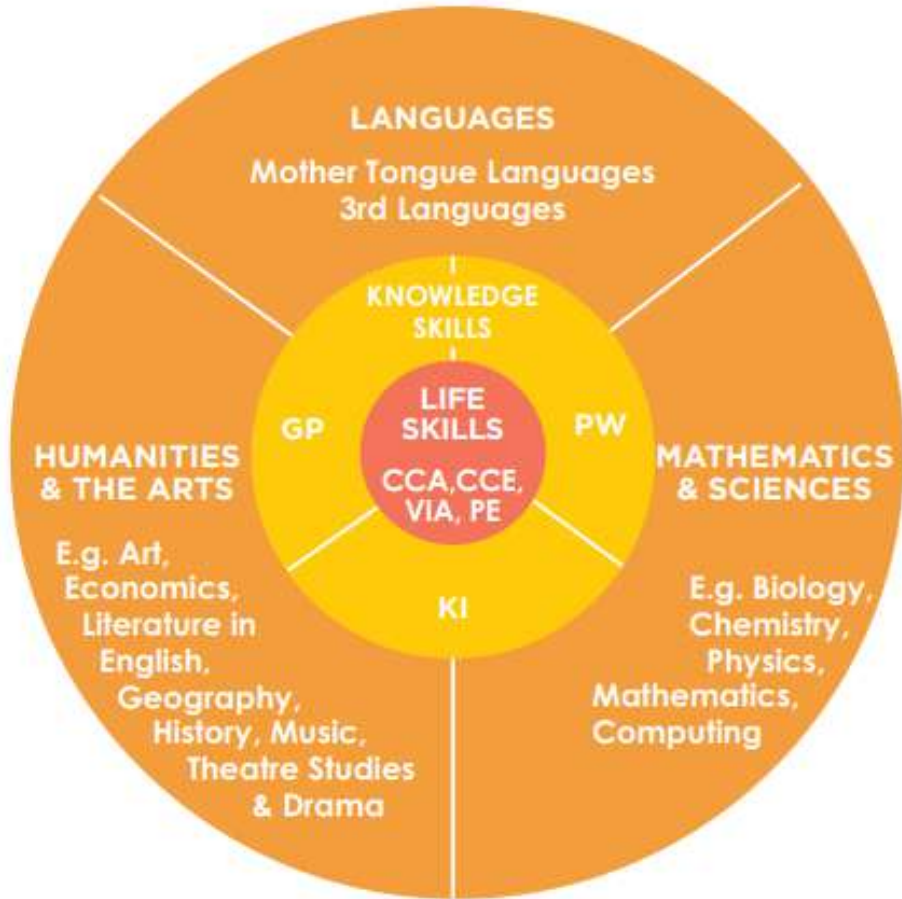 LANGUAGES
Mother Tongue Languages
3rd Languages
KNOWLEDGE
SKILLS
GP
PW
KI
LIFE
SKILLS
CCA,CCE,
VIA, PE
HUMANITIES
& THE ARTS
E.g. Art,
Economics,
Literature in
English,
Geography,
History, Music,
Theatre Studies
& Drama
MATHEMATICS
& SCIENCES
E.g. Biology,
Chemistry,
Physics,
Mathematics,
Computing